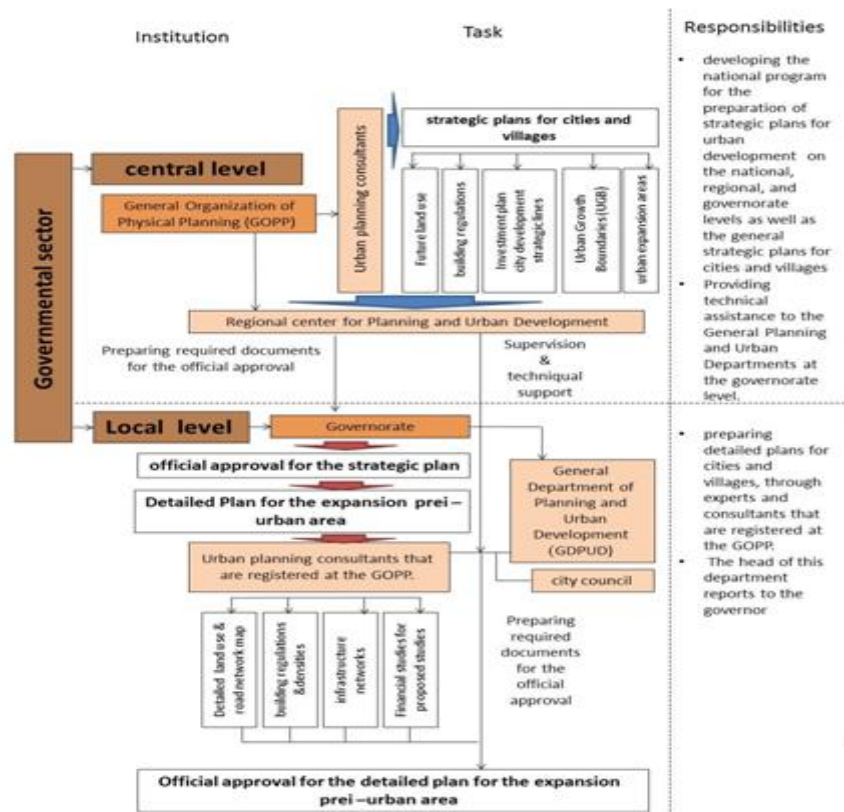 Institution
Task
Responsibilities
Governmental sector
central level
General Organization of
Physical Planning (GOPP)
Urban planning consultants
strategic plans for cities and
villages
Future land use
building regulations
Investment plan
city development
strategic lines
Urban Growth
Boundaries (UGB)
urban expansion areas
Regional center for Planning and Urban Development
Preparing required documents
for the official approval
Supervision
&
techniqual
support
• developing the
national program
for the
preparation of
strategic plans for
urban
development on
the national,
regional, and
governorate
levels as well as
the general
strategic plans for
cities and villages
• Providing
technical
assistance to the
General Planning
and Urban
Departments at
the governorate
level.
Local level
Governorate
official approval for the strategic plan
Detailed Plan for the expansion prei –
urban area
Urban planning consultants that
are registered at the GOPP.
General
Department of
Planning and
Urban
Development
(GDPUD)
city council
Detailed land use &
road network map
building regulations
& densities
infrastructure
networks
Financial studies for
proposed studies
Preparing
required
documents
for the
official
approval
Official approval for the detailed plan for the expansion
prei –urban area
• preparing
detailed plans for
cities and
villages, through
experts and
consultants that
are registered at
the GOPP.
• The head of this
department
reports to the
governor